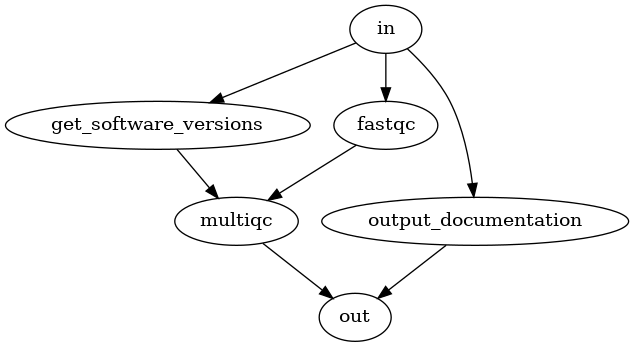 in
get_software_versions
fastqc
multiqc
output_documentation
out